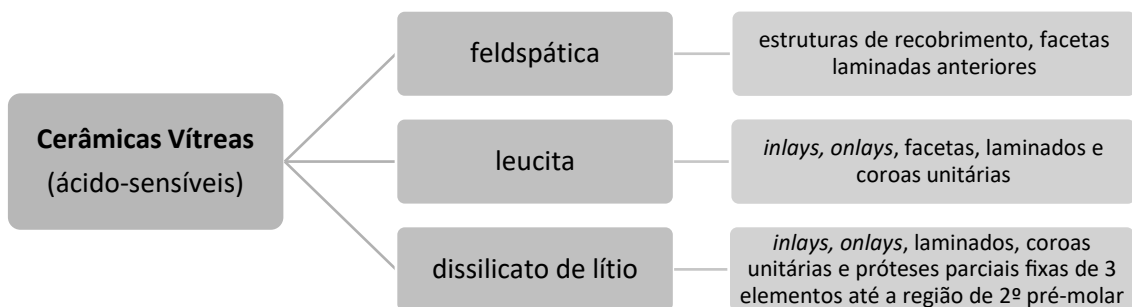 Cerâmicas Vítreas
(ácido-sensíveis)
feldspática
estruturas de recobrimento, facetas
laminadas anteriores
leucita
inlays, onlays, facetas, laminados e
coroas unitárias
dissilicato de lítio
inlays, onlays, laminados, coroas
unitárias e próteses parciais fixas de 3
elementos até a região de 2º pré-molar